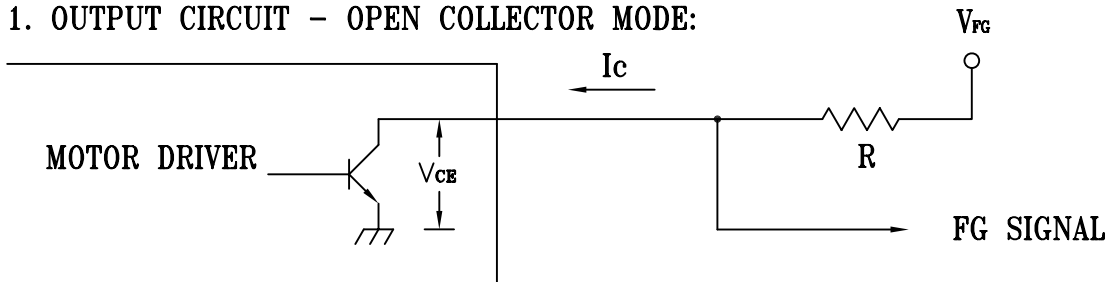 1. OUTPUT CIRCUIT – OPEN COLLECTOR MODE:
VFG
Ic
MOTOR DRIVER
VCE
R
FG SIGNAL